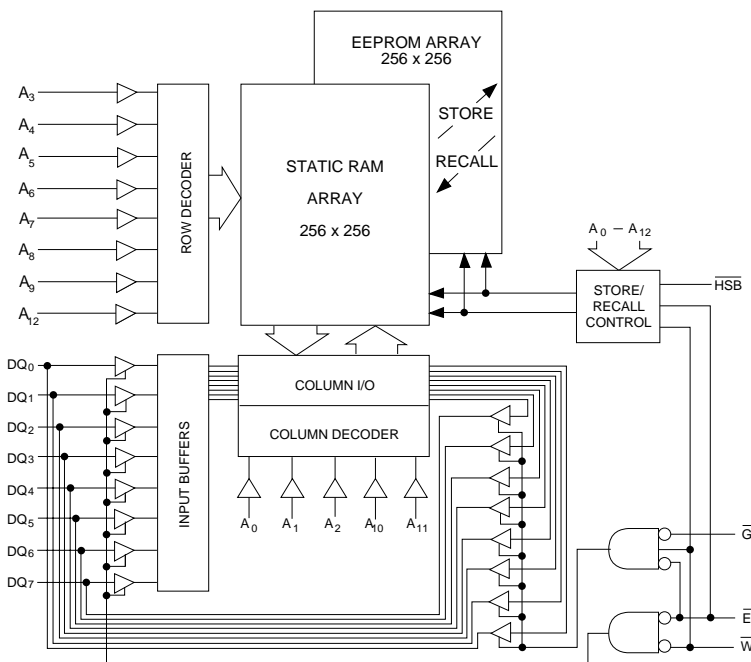 EEPROM ARRAY
256 x 256
STORE
RECALL
STATIC RAM
ARRAY
256 x 256
A3
A4
A5
A6
A7
A8
A9
A12
ROW DECODER
A0 – A12
STORE/
RECALL
CONTROL
HSB
DQ0
DQ1
DQ2
DQ3
DQ4
DQ5
DQ6
DQ7
INPUT BUFFERS
COLUMN I/O
COLUMN DECODER
A0
A1
A2
A10
A11
G
E
W